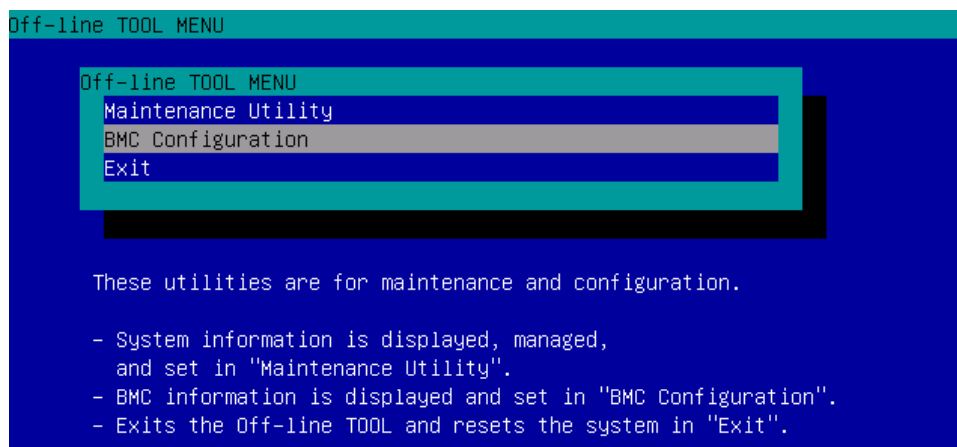 Off-line TOOL MENU
Off-line TOOL MENU
Maintenance Utility
BMC Configuration
Exit
These utilities are for maintenance and configuration.
- System information is displayed, managed,
and set in "Maintenance Utility".
- BMC information is displayed and set in "BMC Configuration".
- Exits the Off-line TOOL and resets the system in "Exit".